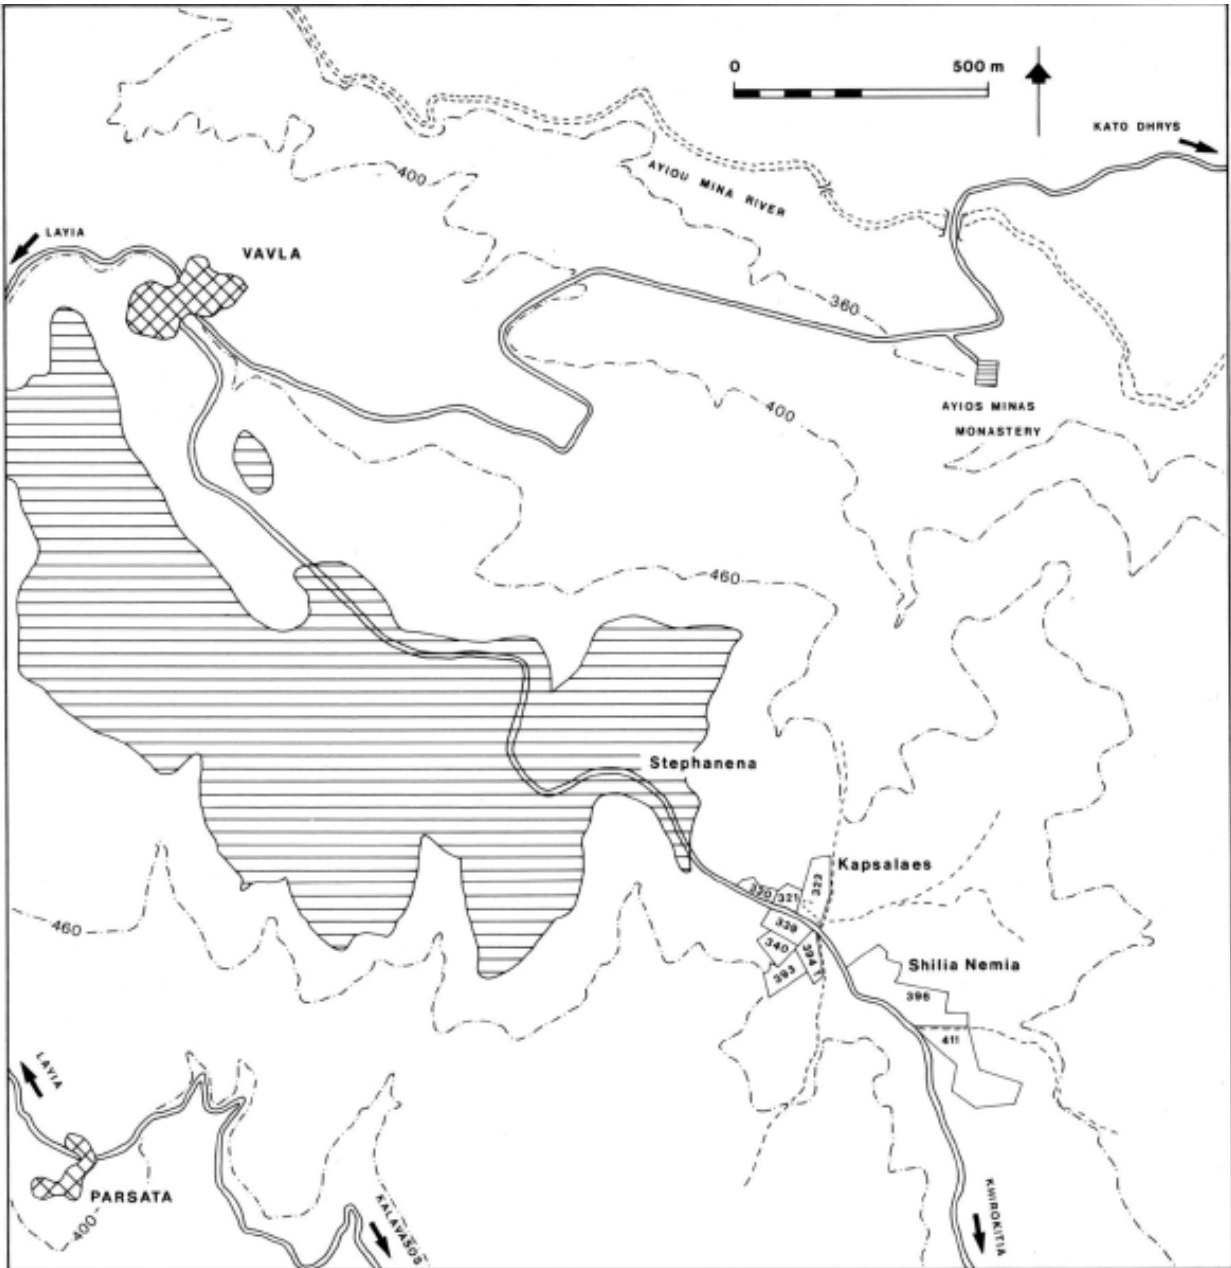 0 500 m
KATO DHRYS
400
AYIOU MINA RIVER
LAYIA
VAVLA
360
400
AYIOS MINAS
MONASTERY
460
Stephanena
Kapsalaes
323
320
321
339
340
394
393
460
Shilia Nemia
396
411
LAYIA
PARSATA
400
KALAVASOS
KHIROKITIA